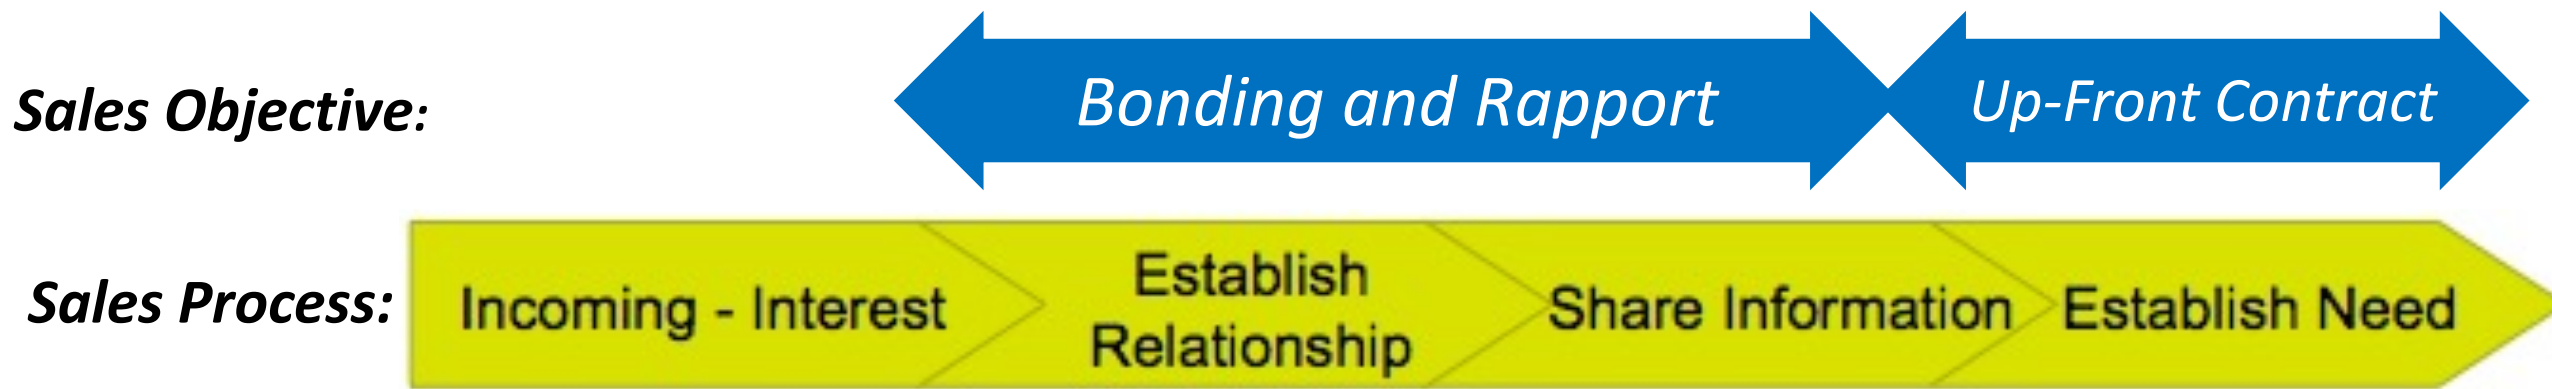 Sales Objective:
Bonding and Rapport
Up-Front Contract
Sales Process:
Incoming - Interest
Establish
Relationship
Share Information
Establish Need